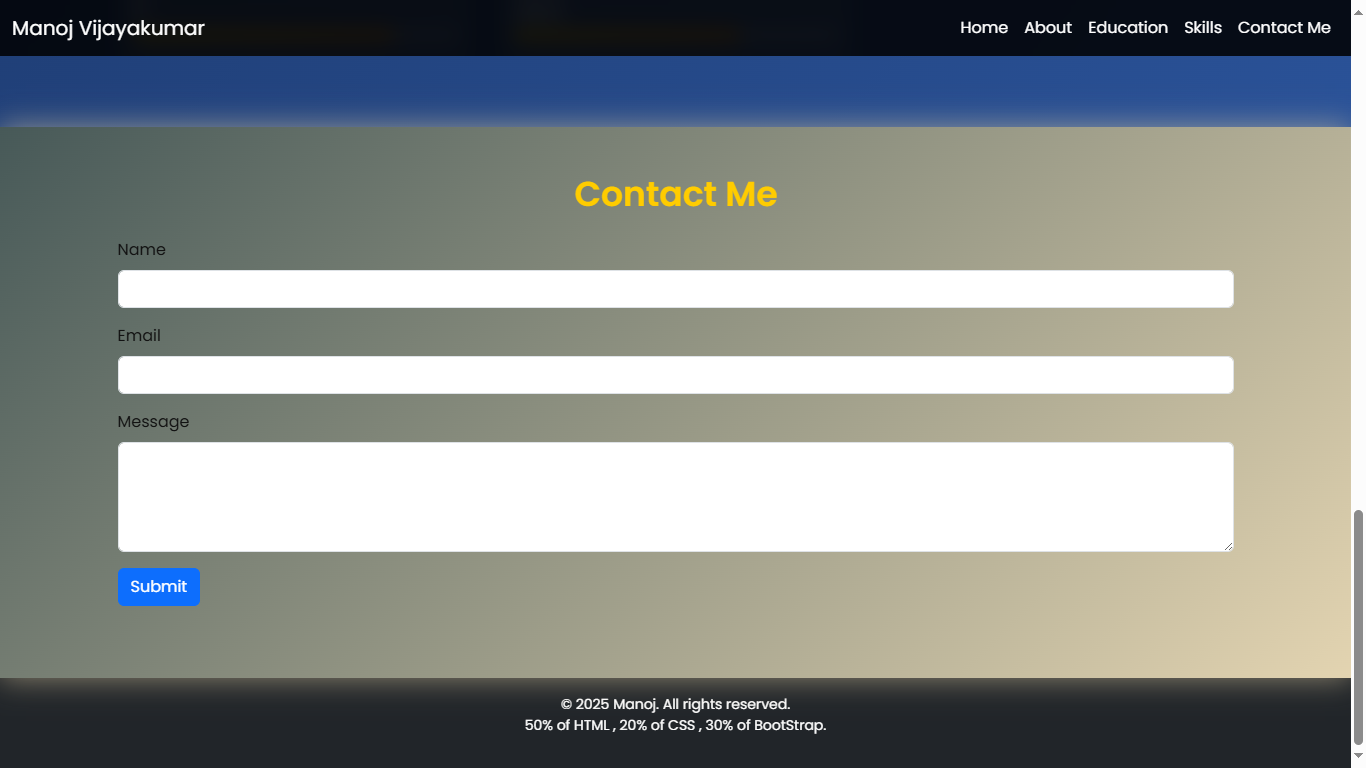 Manoj Vijayakumar
Home About Education Skills Contact Me
Contact Me
Name
Email
Message
Submit
© 2025 Manoj. All rights reserved.
50% of HTML , 20% of CSS , 30% of BootStrap.